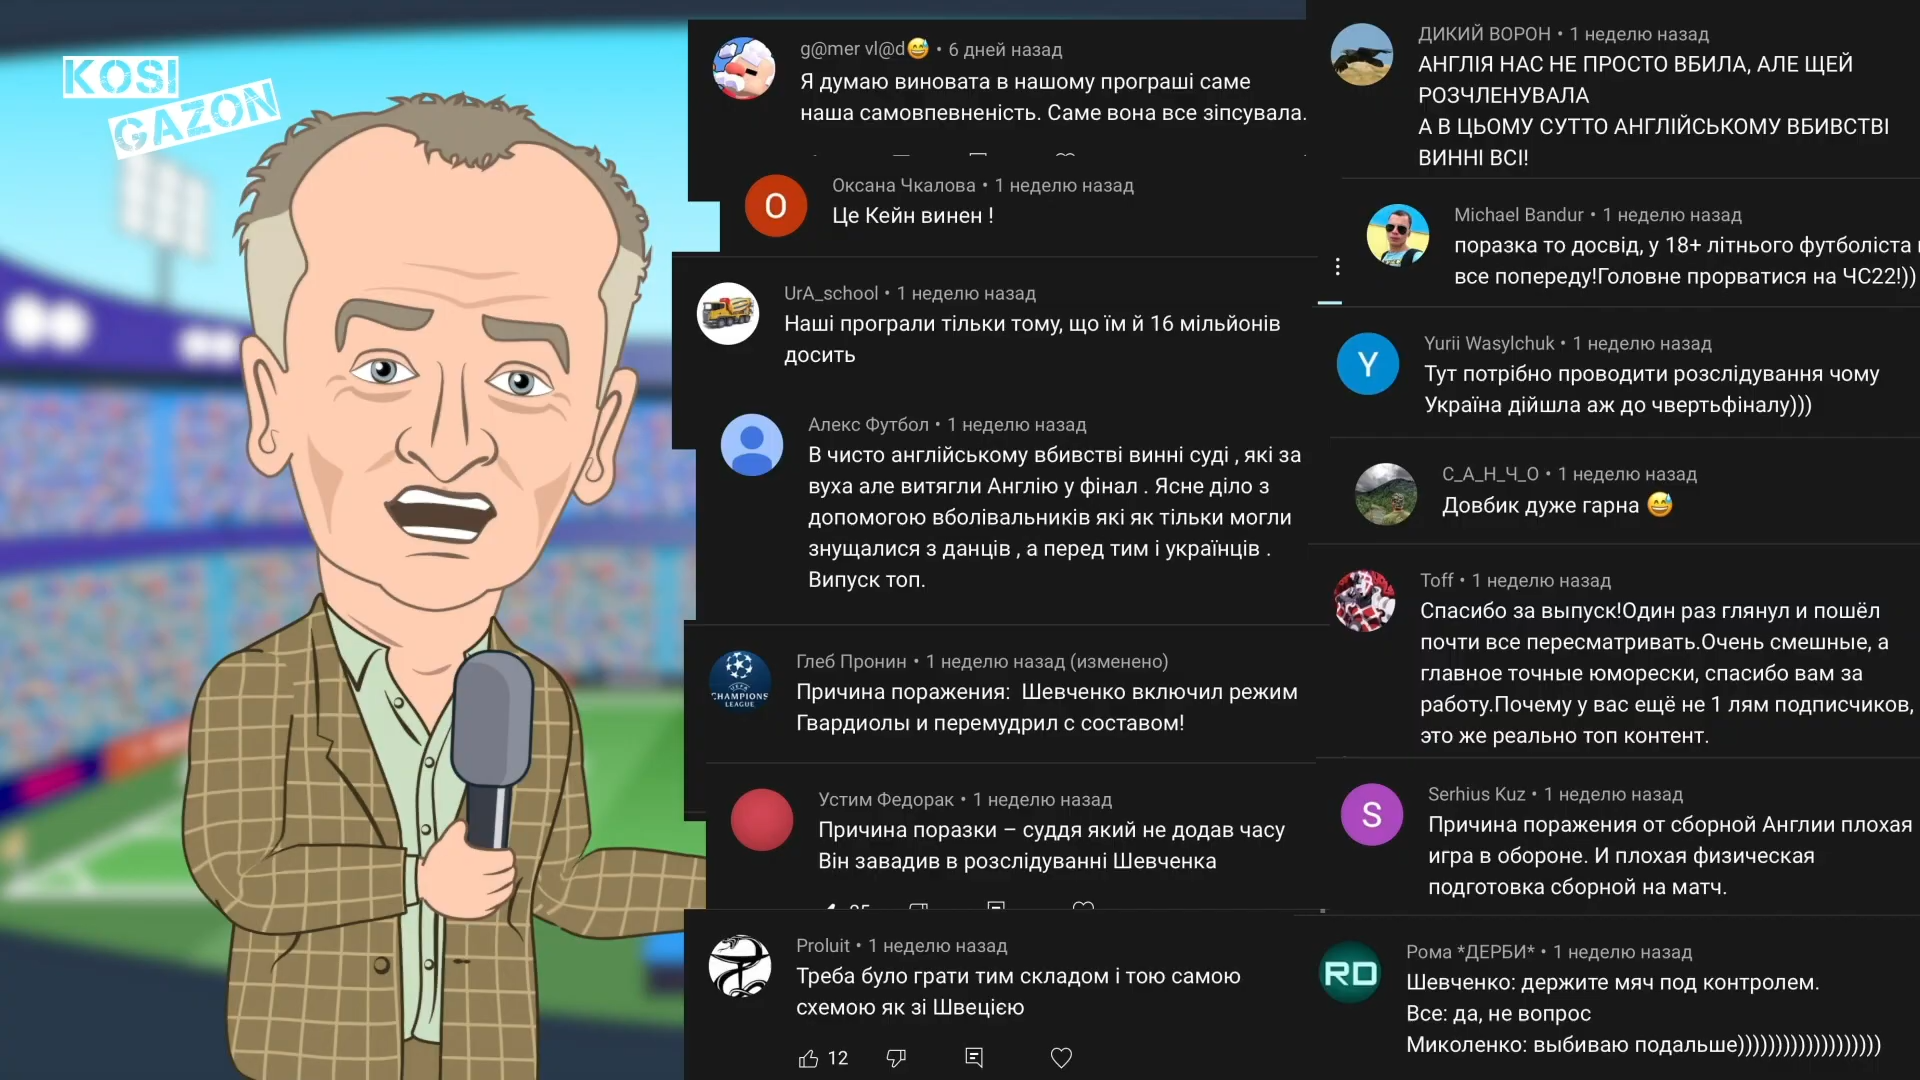 KOSI
GAZON
g@mer vl@d😅 • 6 дней назад
Я думаю виновата в нашому програші саме
наша самовпевненість. Саме вона все зіпсувала.
О
Оксана Чкалова • 1 неделю назад
Це Кейн винен !
UrA_school • 1 неделю назад
Наші програли тільки тому, що їм й 16 мільйонів
досить
Алекс Футбол • 1 неделю назад
В чисто англійському вбивстві винні суді , які за
вуха але витягли Англію у фінал . Ясне діло з
допомогою вболівальників які як тільки могли
знущалися з данців , а перед тим і українців .
Випуск топ.
CHAMPIONS
LEAGUE
Глеб Пронин • 1 неделю назад (изменено)
Причина поражения:  Шевченко включил режим
Гвардиолы и перемудрил с составом!
Устим Федорак • 1 неделю назад
Причина поразки – суддя який не додав часу
Він завадив в розслідуванні Шевченка
Proluit • 1 неделю назад
Треба було грати тим складом і тою самою
схемою як зі Швецією
12
ДИКИЙ ВОРОН • 1 неделю назад
АНГЛІЯ НАС НЕ ПРОСТО ВБИЛА, АЛЕ ЩЕЙ
РОЗЧЛЕНУВАЛА
А В ЦЬОМУ СУТТО АНГЛІЙСЬКОМУ ВБИВСТВІ
ВИННІ ВСІ!
Michael Bandur • 1 неделю назад
поразка то досвід, у 18+ літнього футболіста
все попереду!Головне прорватися на ЧС22!))
Y
Yurii Wasylchuk • 1 неделю назад
Тут потрібно проводити розслідування чому
Україна дійшла аж до чвертьфіналу)))
С_А_Н_Ч_О • 1 неделю назад
Довбик дуже гарна 😅
Toff • 1 неделю назад
Спасибо за выпуск!Один раз глянул и пошёл
почти все пересматривать.Очень смешные, а
главное точные юморески, спасибо вам за
работу.Почему у вас ещё не 1 лям подписчиков,
это же реально топ контент.
S
Serhius Kuz • 1 неделю назад
Причина поражения от сборной Англии плохая
игра в обороне. И плохая физическая
подготовка сборной на матч.
RD
Рома *ДЕРБИ* • 1 неделю назад
Шевченко: держите мяч под контролем.
Все: да, не вопрос
Миколенко: выбиваю подальше)))))))))))))))))))